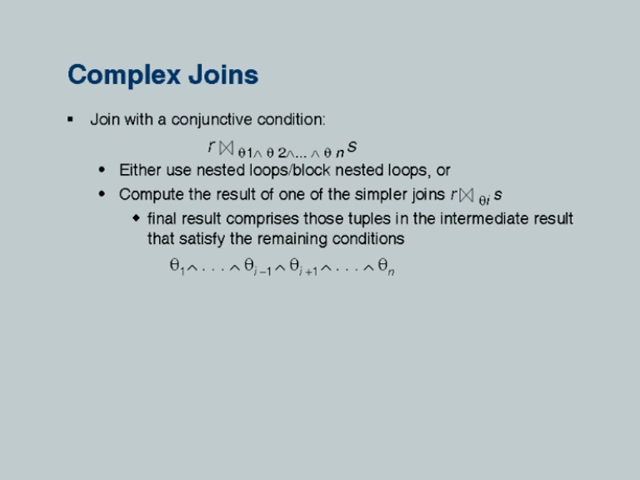 Complex Joins
▪ Join with a conjunctive condition:
r ⨝ θ1∧ θ 2∧... ∧ θ n s
• Either use nested loops/block nested loops, or
• Compute the result of one of the simpler joins r ⨝ θi s
◆ final result comprises those tuples in the intermediate result
that satisfy the remaining conditions
θ1 ∧ . . . ∧ θi –1 ∧ θi +1 ∧ . . . ∧ θn